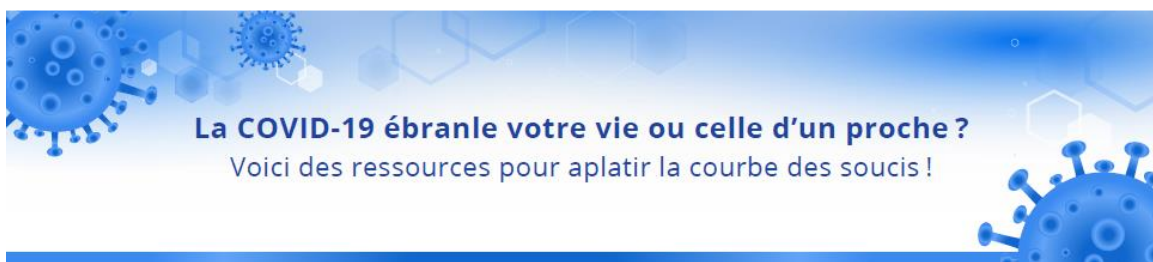 La COVID-19 ébranle votre vie ou celle d’un proche ?
Voici des ressources pour aplatir la courbe des soucis !